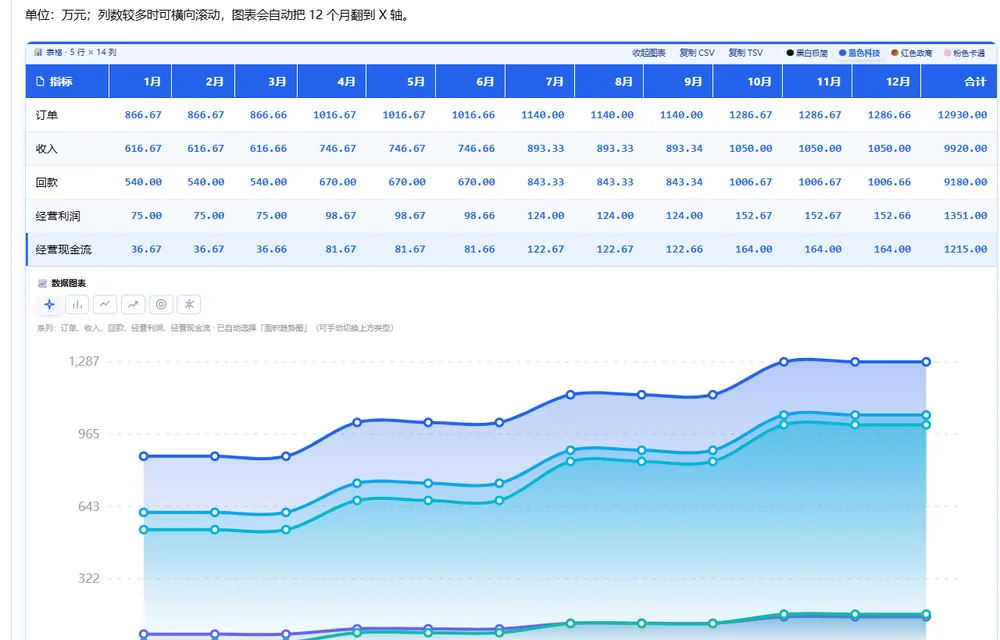 单位：万元；列数较多时可横向滚动，图表会自动把 12 个月翻到 X 轴。
表格 · 5 行 × 14 列 收起图表 复制 CSV 复制 TSV 黑白极简 蓝色科技 红色政商 粉色卡通
指标 1月 2月 3月 4月 5月 6月 7月 8月 9月 10月 11月 12月 合计
订单 866.67 866.67 866.66 1016.67 1016.67 1016.66 1140.00 1140.00 1140.00 1286.67 1286.67 1286.66 12930.00
收入 616.67 616.67 616.66 746.67 746.67 746.66 893.33 893.33 893.34 1050.00 1050.00 1050.00 9920.00
回款 540.00 540.00 540.00 670.00 670.00 670.00 843.33 843.33 843.34 1006.67 1006.67 1006.66 9180.00
经营利润 75.00 75.00 75.00 98.67 98.67 98.66 124.00 124.00 124.00 152.67 152.67 152.66 1351.00
经营现金流 36.67 36.67 36.66 81.67 81.67 81.66 122.67 122.67 122.66 164.00 164.00 164.00 1215.00
数据图表
系列：订单、收入、回款、经营利润、经营现金流 · 已自动选择「面积趋势图」（可手动切换上方类型）
1,287
965
643
322